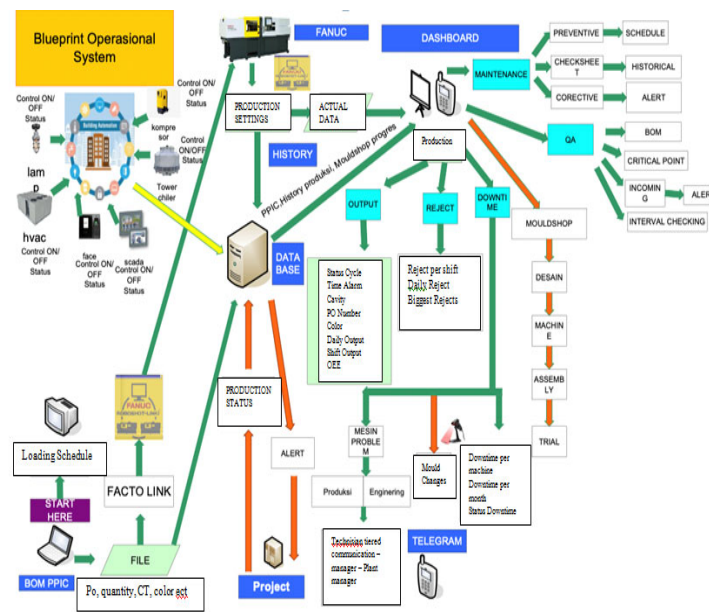 Blueprint Operasional
System
FANUC
DASHBOARD
PREVENTIVE
SCHEDULE
MAINTENANCE
CHECKSHEE
T
HISTORICAL
CORECTIVE
ALERT
Control ON/
OFF
Status
Control ON/
OFF Status
Building Automation
kompre
sor
Control
ON/OFF
Status
lam
p
Tower
chiler
hvac
Control ON/
OFF
Status
face
Control ON/
OFF
Status
scada
Control ON/
OFF Status
PRODUCTION
SETTINGS
ACTUAL
DATA
HISTORY
PPIC,History produksi, Mouldshop progres
Production
QA
BOM
CRITICAL POINT
INCOMIN
G
ALERT
INTERVAL CHECKING
OUTPUT
REJECT
DOWNTI
ME
MOULDSHOP
DATA
BASE
Status Cycle
Time Alarm
Cavity
PO Number
Color
Daily Output
Shift Output
OEE
Reject per shift
Daily Reject
Biggest Rejects
DESAIN
MACHIN
E
ASSEMB
LY
TRIAL
FANUC
ROBOSHOT-LINK
PRODUCTION
STATUS
ALERT
MESIN
PROBLE
M
Produksi
Enginering
Mould
Changes
Downtime per
machine
Downtime per
month
Status Downtime
Loading Schedule
START
HERE
FACTO LINK
BOM PPIC
FILE
Po, quantity, CT, color ect
Project
Technician tiered
communication –
manager – Plant
manager
TELEGRAM